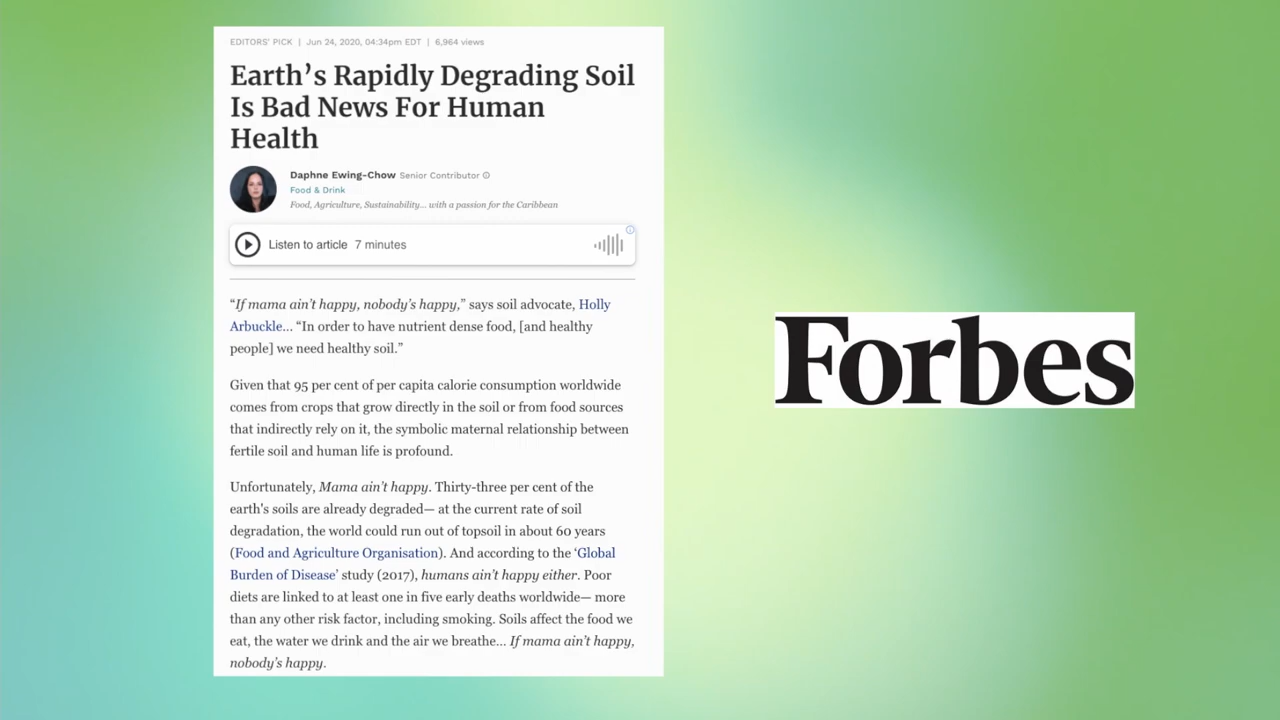 EDITORS' PICK | Jun 24, 2020, 04:34pm EDT | 6,964 views
Earth’s Rapidly Degrading Soil
Is Bad News For Human
Health
Daphne Ewing-Chow Senior Contributor
Food & Drink
Food, Agriculture, Sustainability... with a passion for the Caribbean
Listen to article 7 minutes
“If mama ain’t happy, nobody’s happy,” says soil advocate, Holly
Arbuckle... “In order to have nutrient dense food, [and healthy
people] we need healthy soil.”
Given that 95 per cent of per capita calorie consumption worldwide
comes from crops that grow directly in the soil or from food sources
that indirectly rely on it, the symbolic maternal relationship between
fertile soil and human life is profound.
Unfortunately, Mama ain’t happy. Thirty-three per cent of the
earth's soils are already degraded— at the current rate of soil
degradation, the world could run out of topsoil in about 60 years
(Food and Agriculture Organisation). And according to the ‘Global
Burden of Disease’ study (2017), humans ain’t happy either. Poor
diets are linked to at least one in five early deaths worldwide— more
than any other risk factor, including smoking. Soils affect the food we
eat, the water we drink and the air we breathe... If mama ain’t happy,
nobody’s happy.
Forbes